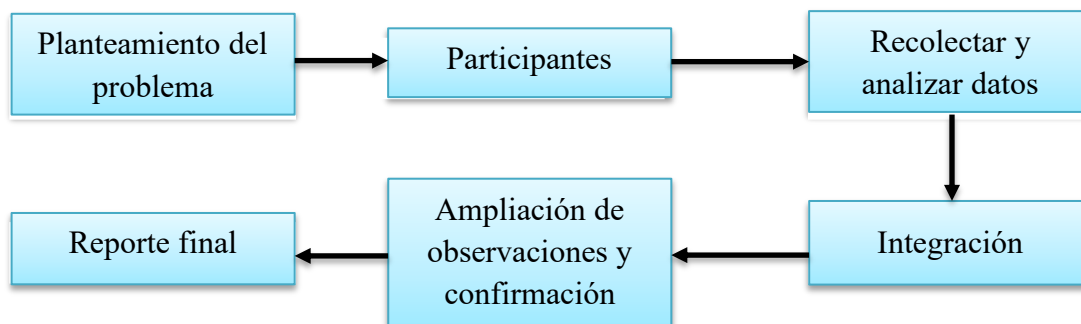 Planteamiento del
problema
Participantes
Recolectar y
analizar datos
Integración
Ampliación de
observaciones y
confirmación
Reporte final